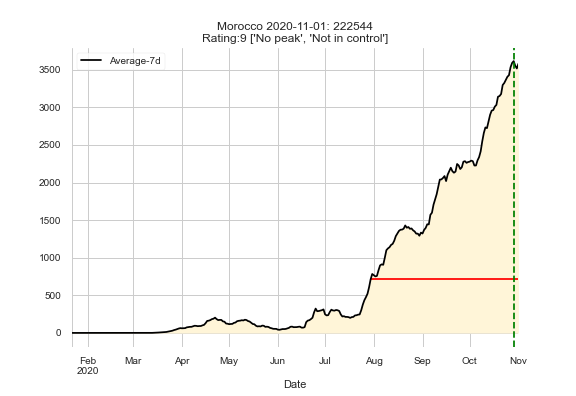 Morocco 2020-11-01: 222544
Rating:9 ['No peak', 'Not in control']
Average-7d
3500
3000
2500
2000
1500
1000
500
0
Feb Mar Apr May Jun Jul Aug Sep Oct Nov
2020
Date